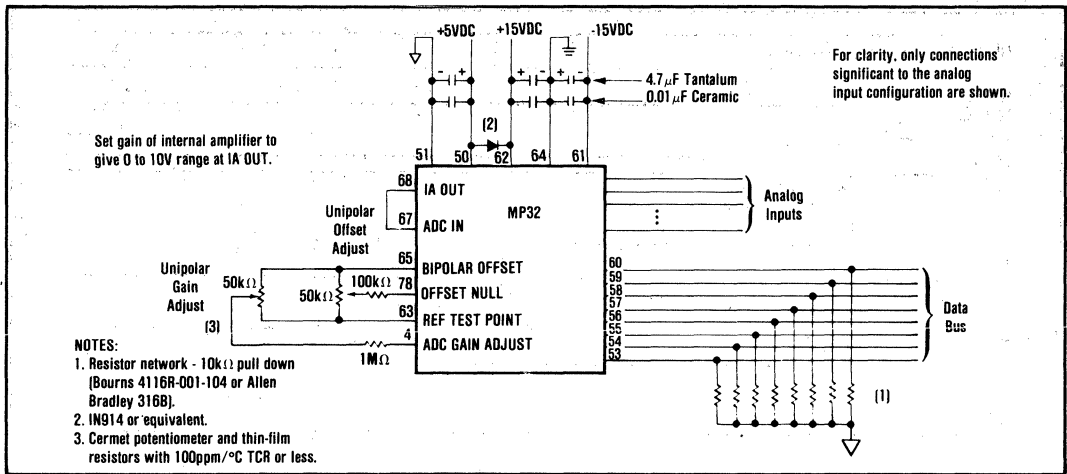 +5VDC +15VDC -15VDC
For clarity, only connections
significant to the analog
input configuration are shown.
- + + - + -
4.7μF Tantalum
0.01μF Ceramic
Set gain of internal amplifier to
give 0 to 10V range at IA OUT.
(2)
51 50 62 64 61
68 IA OUT
MP32
67 ADC IN
Analog
Inputs
Unipolar
Offset
Adjust
65 BIPOLAR OFFSET
Unipolar
Gain
Adjust
50kΩ
50kΩ
100kΩ
78 OFFSET NULL
63 REF TEST POINT
(3)
4 ADC GAIN ADJUST
1MΩ
60
59
58
57
56
55
54
53
Data
Bus
(1)
NOTES:
1. Resistor network - 10kΩ pull down
(Bourns 4116R-001-104 or Allen
Bradley 316B).
2. IN914 or equivalent.
3. Cermet potentiometer and thin-film
resistors with 100ppm/°C TCR or less.